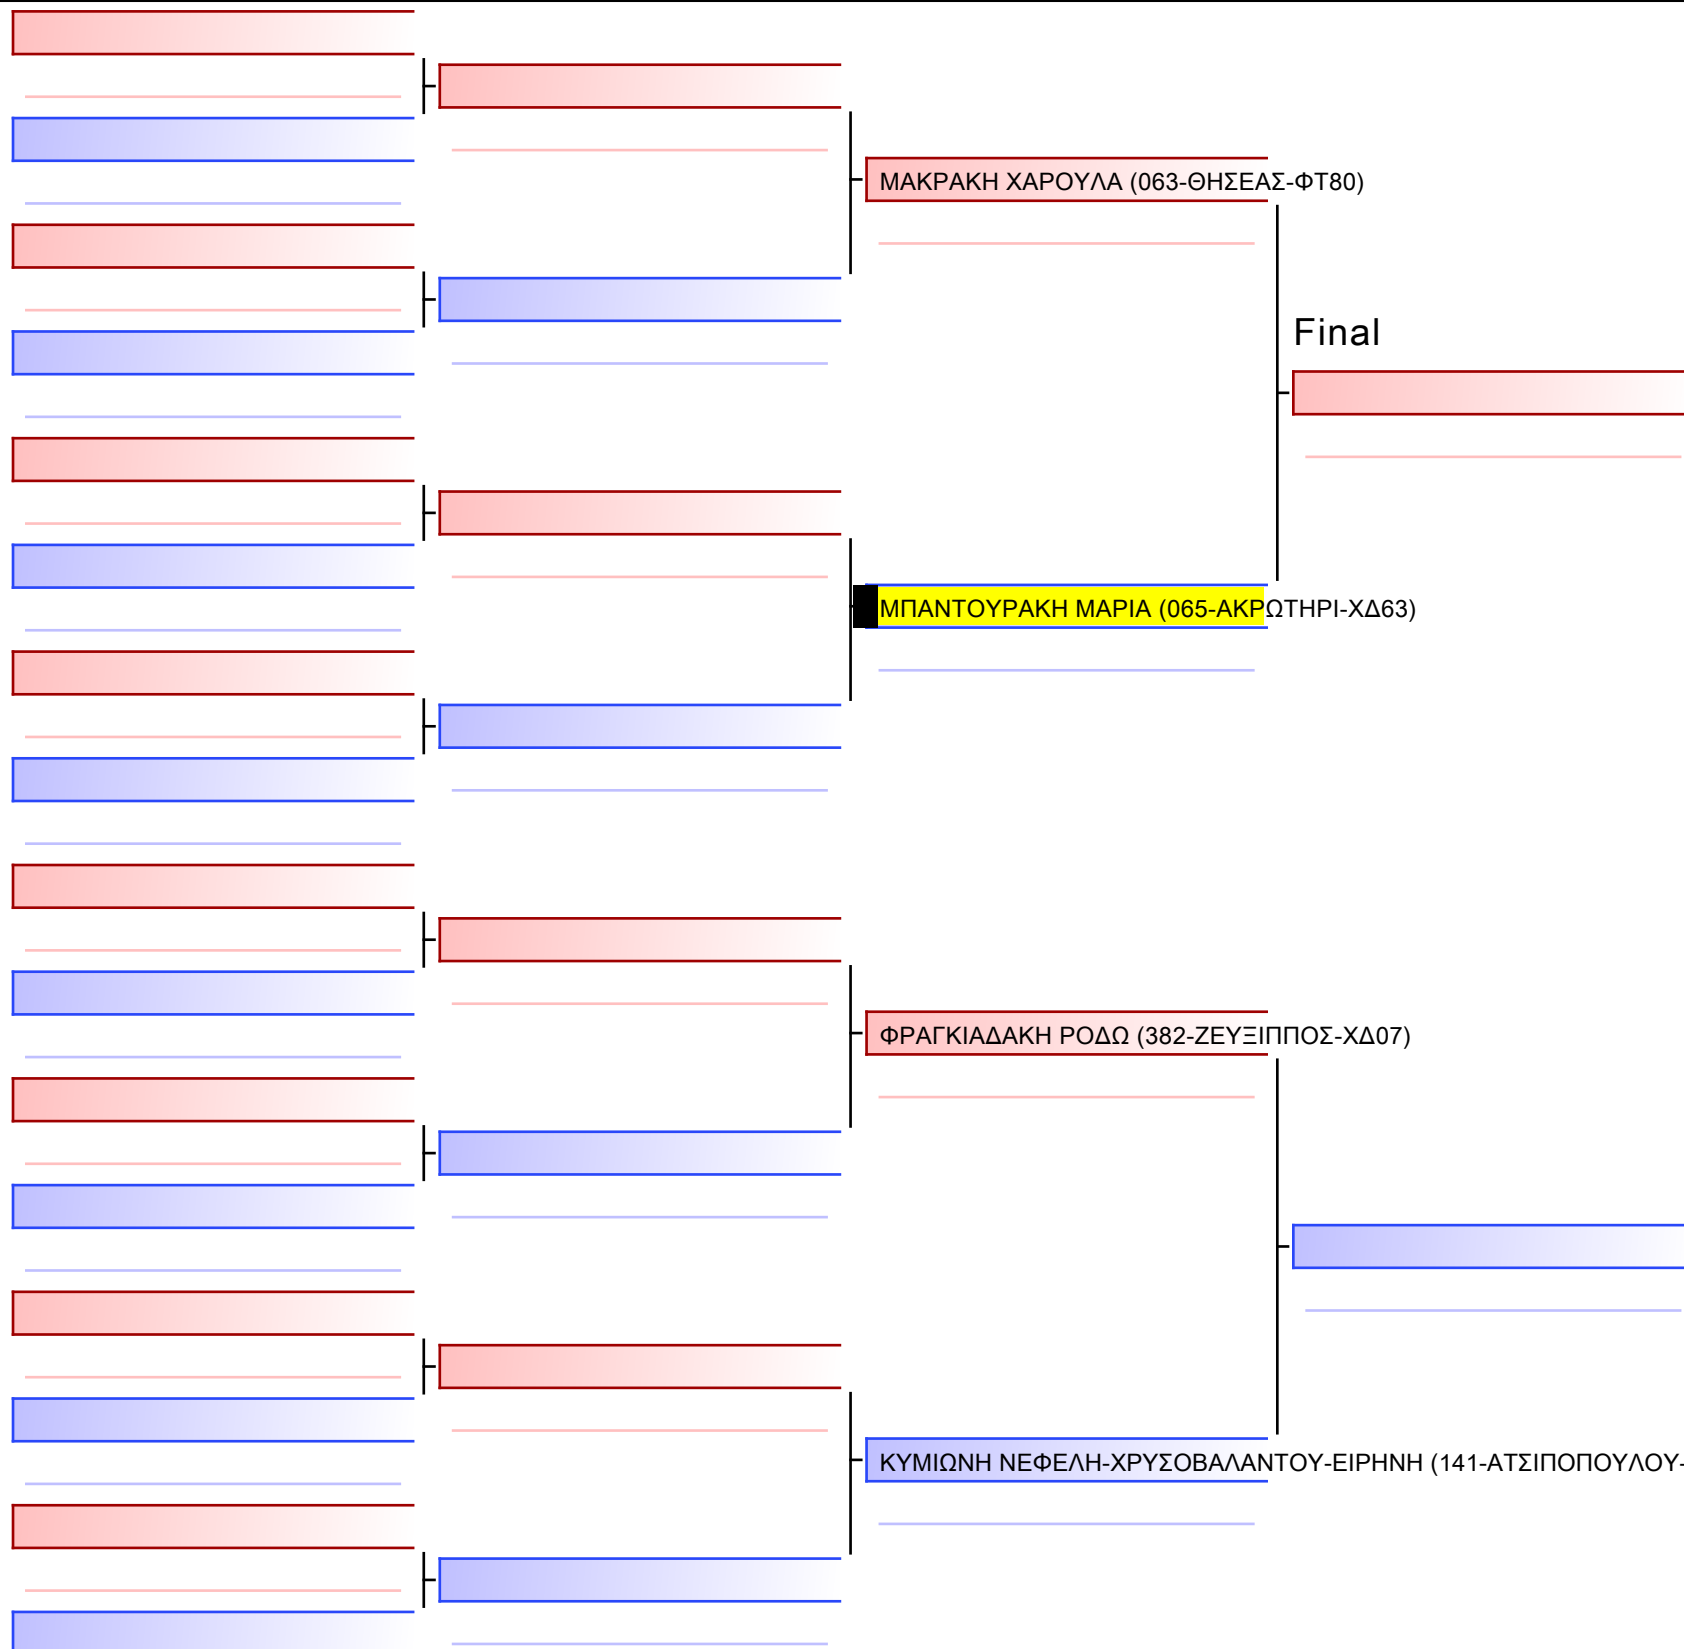 ΜΑΚΡΑΚΗ ΧΑΡΟΥΛΑ (063-ΘΗΣΕΑΣ-ΦΤ80)
Final
ΜΠΑΝΤΟΥΡΑΚΗ ΜΑΡΙΑ (065-ΑΚΡΩΤΗΡΙ-ΧΔ63)
ΦΡΑΓΚΙΑΔΑΚΗ ΡΟΔΩ (382-ΖΕΥΞΙΠΠΟΣ-ΧΔ07)
ΚΥΜΙΩΝΗ ΝΕΦΕΛΗ-ΧΡΥΣΟΒΑΛΑΝΤΟΥ-ΕΙΡΗΝΗ (141-ΑΤΣΙΠΟΠΟΥΛΟΥ-